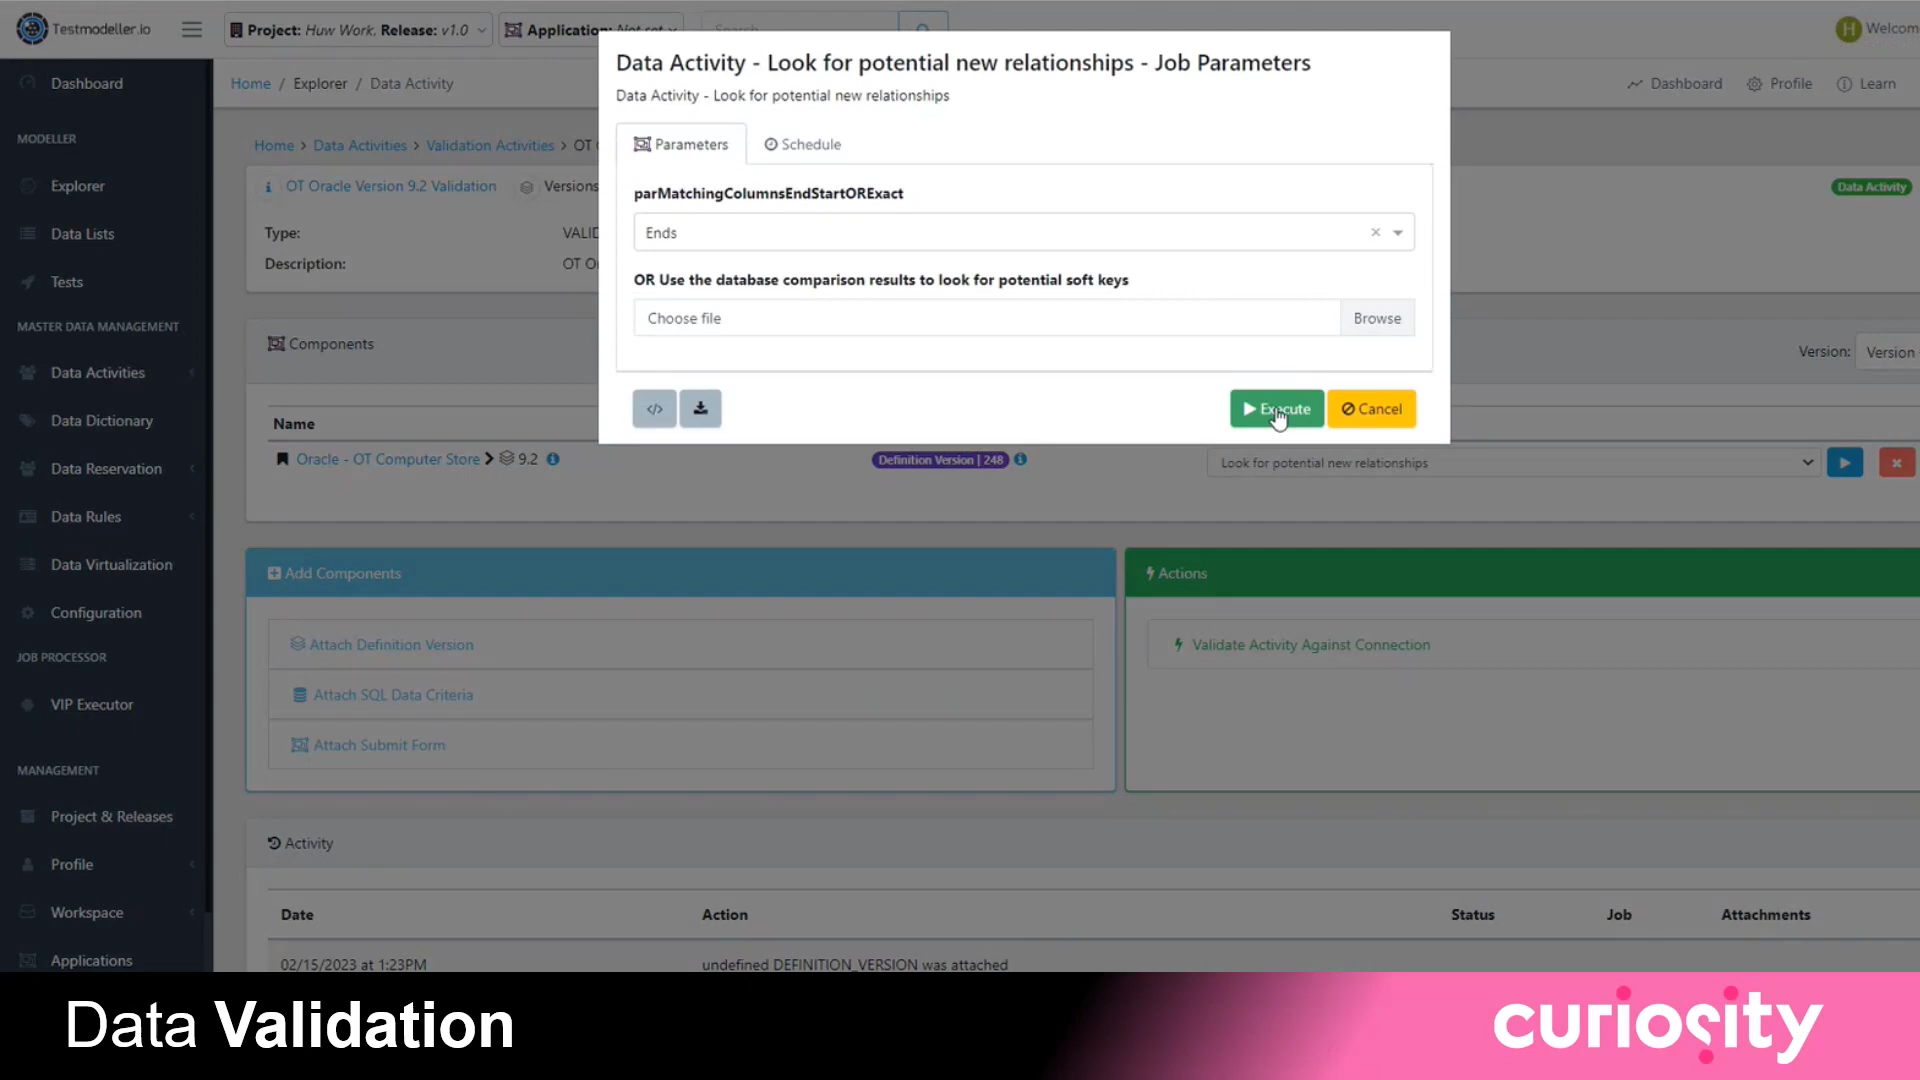 Testmodeller.io
Project: Huw Work, Release: v1.0
Application: Not set
Search
H Welcom
Data Activity - Look for potential new relationships - Job Parameters
Data Activity - Look for potential new relationships
Parameters
Schedule
parMatchingColumnsEndStartORExact
Ends
OR Use the database comparison results to look for potential soft keys
Choose file
Browse
</>
Execute
Cancel
Dashboard
MODELLER
Explorer
Data Lists
Tests
MASTER DATA MANAGEMENT
Data Activities
Data Dictionary
Data Reservation
Data Rules
Data Virtualization
Configuration
JOB PROCESSOR
VIP Executor
MANAGEMENT
Project & Releases
Profile
Workspace
Applications
Home / Explorer / Data Activity
Dashboard
Profile
Learn
Home > Data Activities > Validation Activities > OT
OT Oracle Version 9.2 Validation
Versions
Data Activity
Type:
VALID
Description:
OT O
Components
Version: Version
Name
Oracle - OT Computer Store > 9.2
Definition Version | 248
Look for potential new relationships
Add Components
Attach Definition Version
Attach SQL Data Criteria
Attach Submit Form
Actions
Validate Activity Against Connection
Activity
Date
Action
Status
Job
Attachments
02/15/2023 at 1:23PM
undefined DEFINITION_VERSION was attached
Data Validation
curiosity